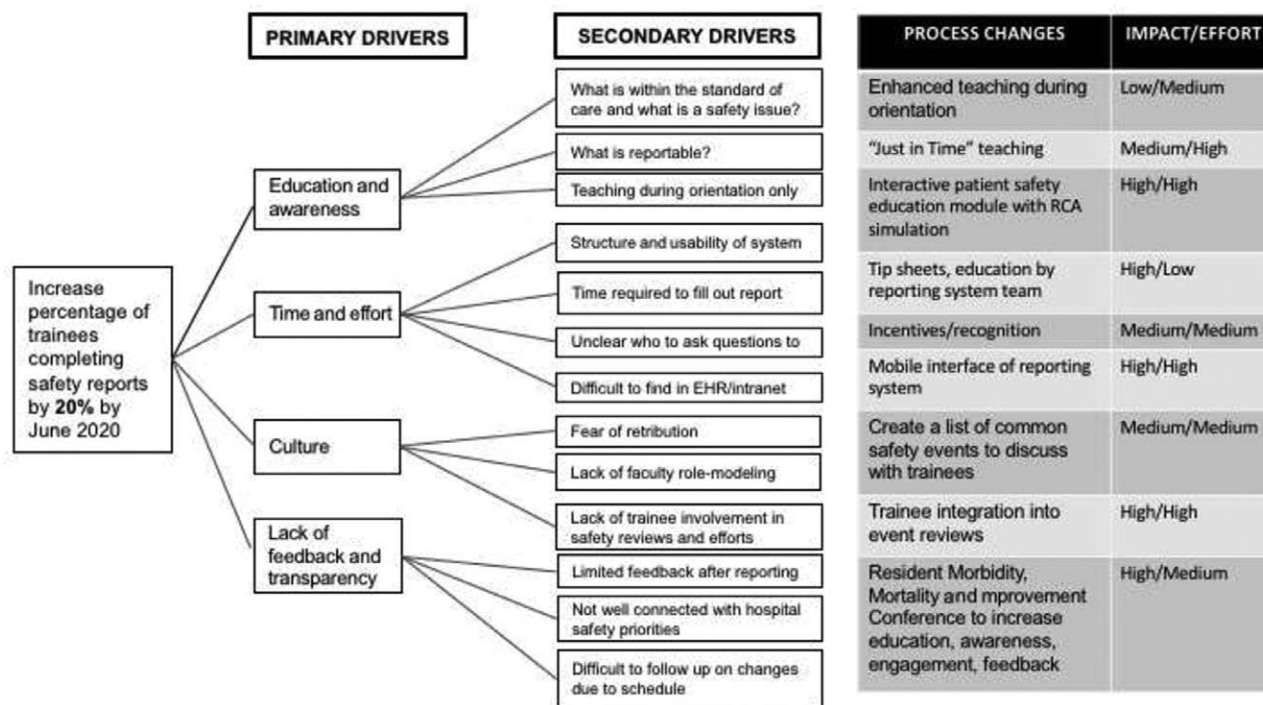 PRIMARY DRIVERS
SECONDARY DRIVERS
Increase
percentage of
trainees
completing
safety reports
by 20% by
June 2020
Education and
awareness
Time and effort
Culture
Lack of
feedback and
transparency
What is within the standard of
care and what is a safety issue?
What is reportable?
Teaching during orientation only
Structure and usability of system
Time required to fill out report
Unclear who to ask questions to
Difficult to find in EHR/intranet
Fear of retribution
Lack of faculty role-modeling
Lack of trainee involvement in
safety reviews and efforts
Limited feedback after reporting
Not well connected with hospital
safety priorities
Difficult to follow up on changes
due to schedule
PROCESS CHANGES
IMPACT/EFFORT
Enhanced teaching during
orientation
Low/Medium
"Just in Time" teaching
Medium/High
Interactive patient safety
education module with RCA
simulation
High/High
Tip sheets, education by
reporting system team
High/Low
Incentives/recognition
Medium/Medium
Mobile interface of reporting
system
High/High
Create a list of common
safety events to discuss
with trainees
Medium/Medium
Trainee integration into
event reviews
High/High
Resident Morbidity,
Mortality and mprovement
Conference to increase
education, awareness,
engagement, feedback
High/Medium